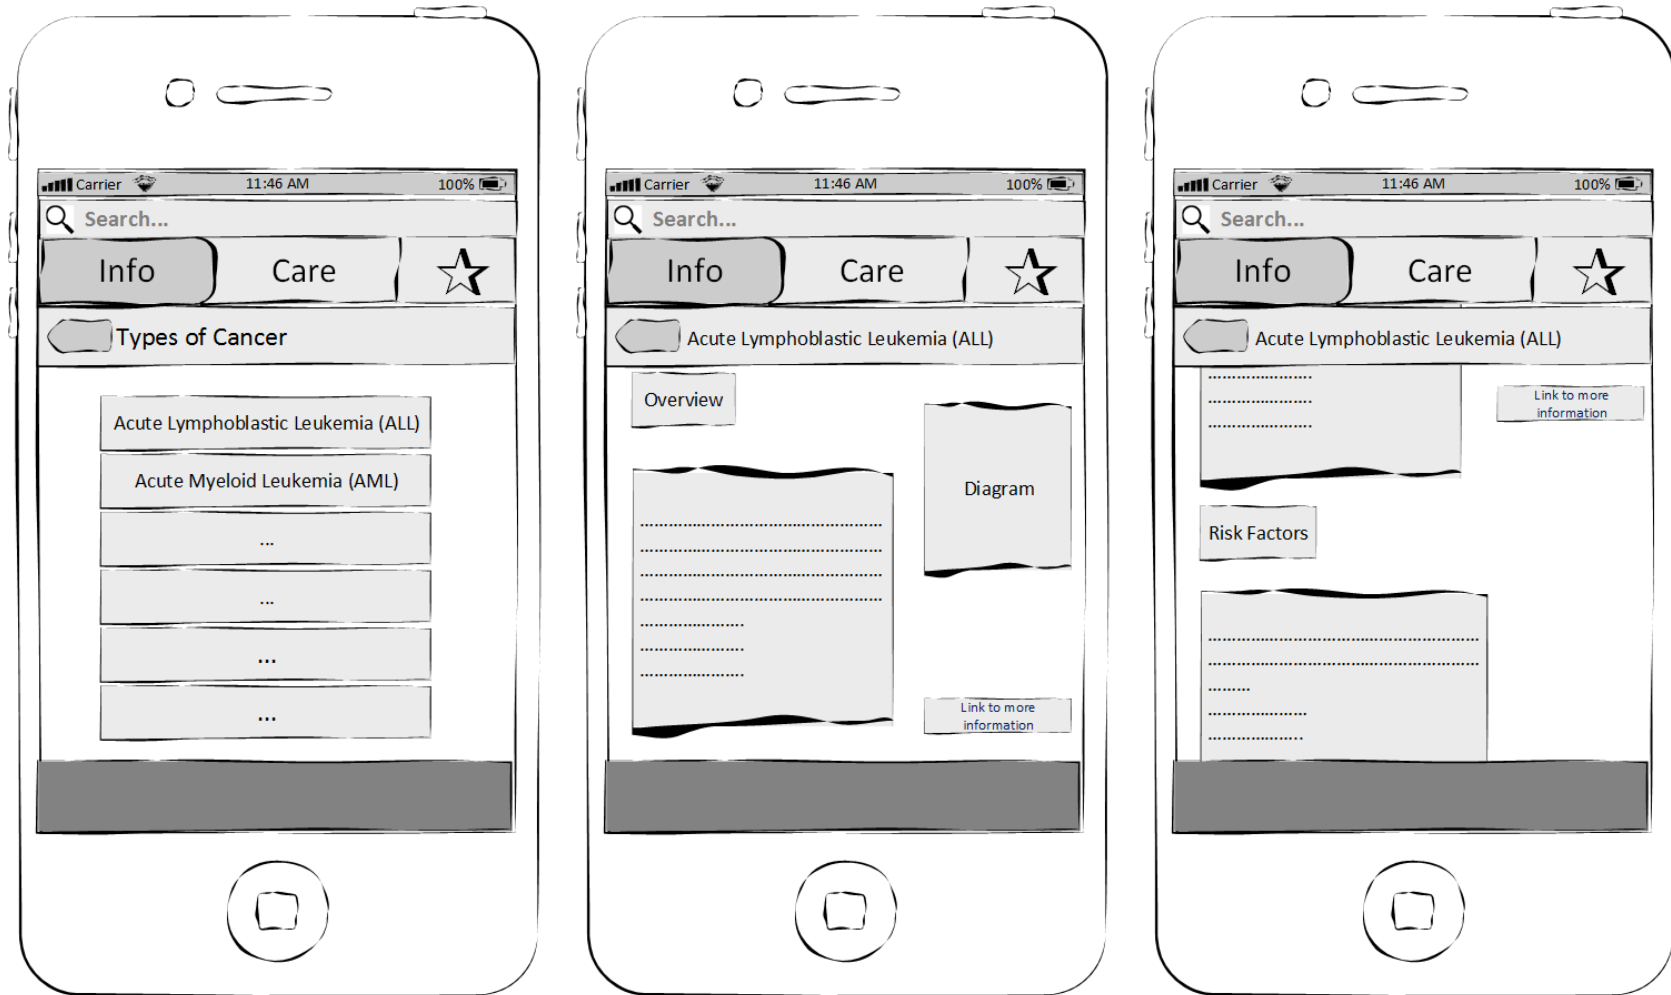 Carrier 11:46 AM 100%
Search...
Info Care
Types of Cancer
Acute Lymphoblastic Leukemia (ALL)
Acute Myeloid Leukemia (AML)
...
...
...
...
Carrier 11:46 AM 100%
Search...
Info Care
Acute Lymphoblastic Leukemia (ALL)
Overview
Diagram
Link to more
information
Carrier 11:46 AM 100%
Search...
Info Care
Acute Lymphoblastic Leukemia (ALL)
Link to more
information
Risk Factors